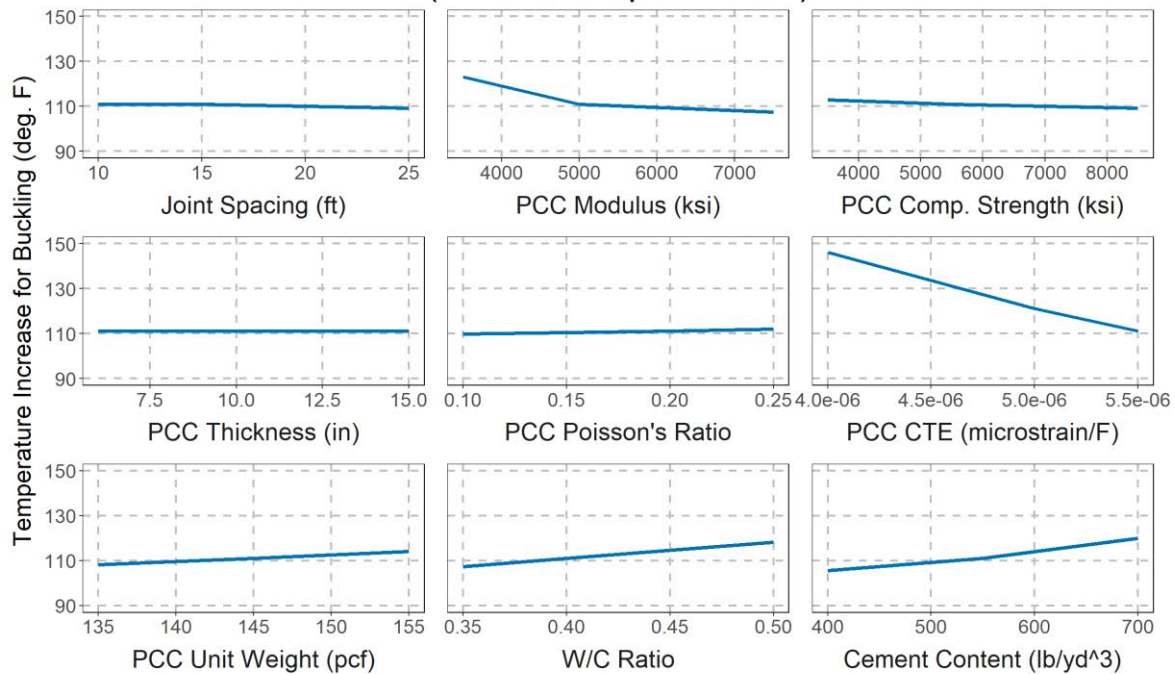 Temperature Increase for Buckling (deg. F)
150
130
110
90
10 15 20 25
Joint Spacing (ft)
4000 5000 6000 7000
PCC Modulus (ksi)
4000 5000 6000 7000 8000
PCC Comp. Strength (ksi)
150
130
110
90
7.5 10.0 12.5 15.0
PCC Thickness (in)
0.10 0.15 0.20 0.25
PCC Poisson's Ratio
4.0e-06 4.5e-06 5.0e-06 5.5e-06
PCC CTE (microstrain/F)
150
130
110
90
135 140 145 150 155
PCC Unit Weight (pcf)
0.35 0.40 0.45 0.50
W/C Ratio
400 500 600 700
Cement Content (lb/yd^3)